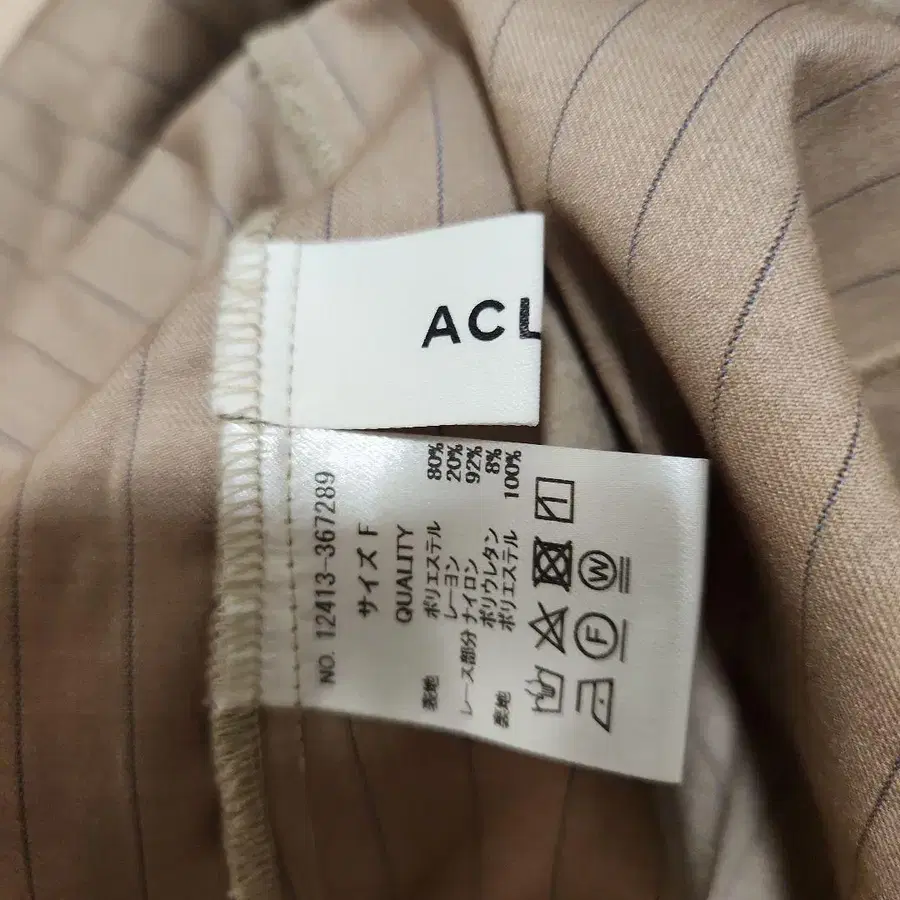 ACL
NO. 12413-367289
サイズ F
QUALITY
表地 ポリエステル 80%
レーヨン 20%
レース部分 ナイロン 92%
ポリウレタン 8%
裏地 ポリエステル 100%
W
F